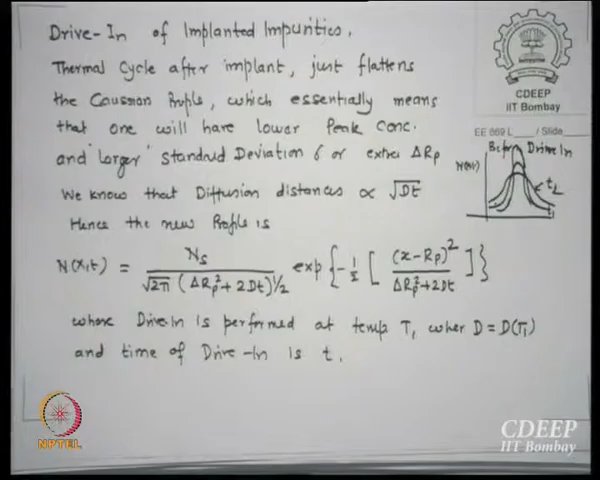 Drive-In of Implanted Impurities.
Thermal Cycle after implant, just flattens
the Gaussian Profile, which essentially means
that one will have lower Peak Conc.
and "larger" Standard Deviation σ or extra ΔRp
We know that Diffusion distances ∝ √Dt
Hence the new Profile is
N(x,t) = Ns / √2π (ΔRp² + 2Dt)^1/2 exp{-1/2 [ (x-Rp)² / ΔRp²+2Dt ]}
where Drive-In is performed at temp T, wher D = D(T1)
and time of Drive-In is t.
CDEEP
IIT Bombay
EE 669 L___ / Slide___
Before Drive In
N(x)
NPTEL
CDEEP
IIT Bombay